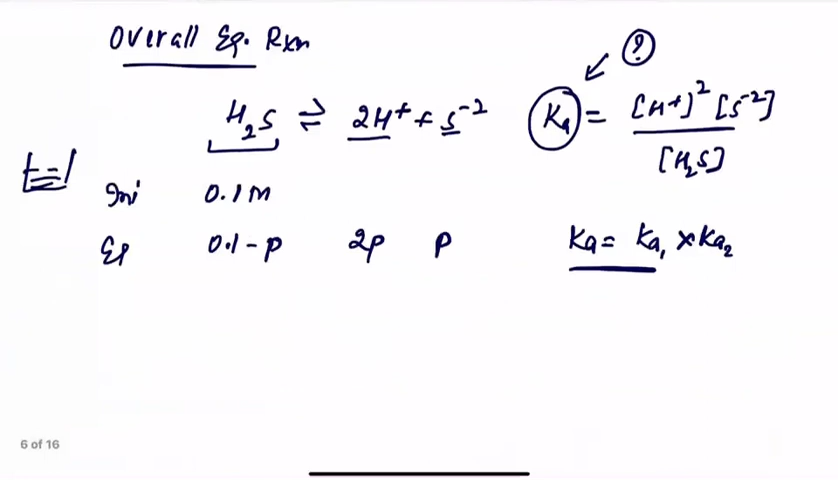 Overall Eq. Rxn
?
H2S ⇌ 2H+ + S-2 Ka = [H+]2 [S-2] / [H2S]
t=1
Ini 0.1M
Eq 0.1-p 2p p Ka = Ka1 × Ka2
6 of 16